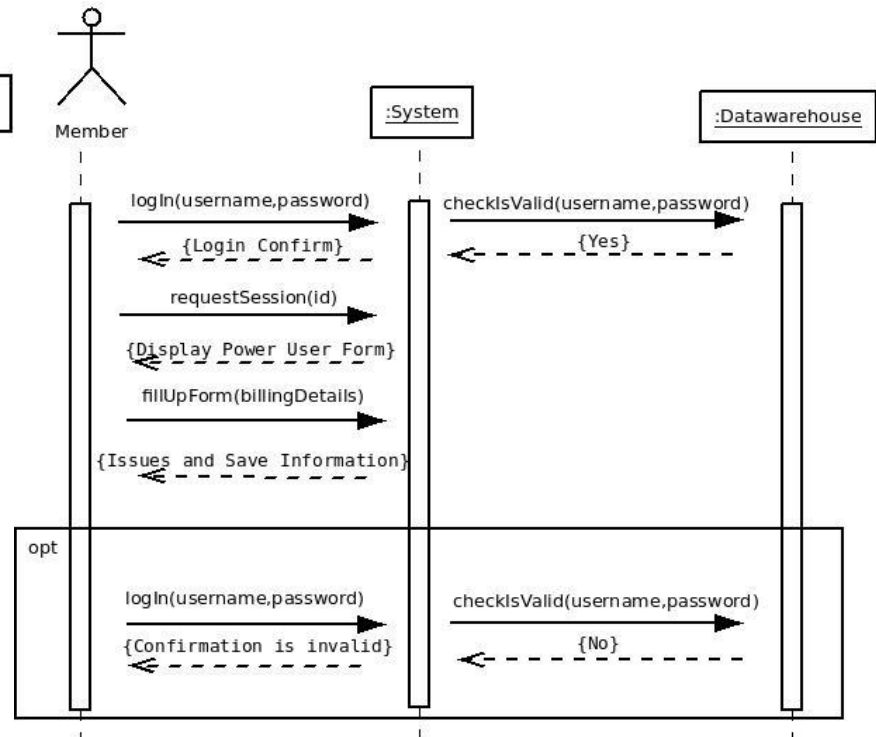 Member
:System
:Datawarehouse
logIn(username,password)
checkIsValid(username,password)
{Login Confirm}
{Yes}
requestSession(id)
{Display Power User Form}
fillUpForm(billingDetails)
{Issues and Save Information}
opt
logIn(username,password)
checkIsValid(username,password)
{Confirmation is invalid}
{No}